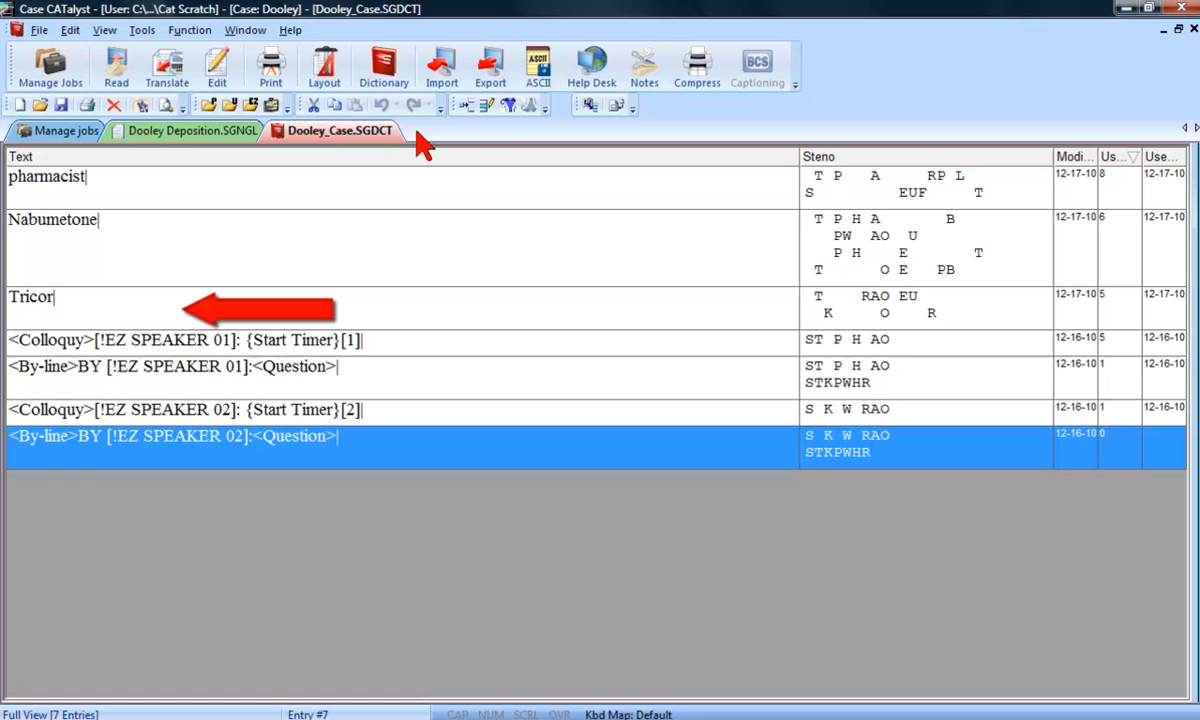 Case CATalyst - [User: C:\...\Cat Scratch] - [Case: Dooley] - [Dooley_Case.SGDCT]
File Edit View Tools Function Window Help
Manage Jobs Read Translate Edit Print Layout Dictionary Import Export ASCII Help Desk Notes Compress Captioning
ASCII BCS
Manage jobs Dooley Deposition.SGNGL Dooley_Case.SGDCT
Text Steno Modi... Us... Use...
pharmacist| T P A RP L 12-17-10 8 12-17-10
S EUF T
Nabumetone| T P H A B 12-17-10 6 12-17-10
PW AO U
P H E T
T O E PB
Tricor| T RAO EU 12-17-10 5 12-17-10
K O R
<Colloquy>[!EZ SPEAKER 01]: {Start Timer}[1]| ST P H AO 12-16-10 5 12-16-10
<By-line>BY [!EZ SPEAKER 01]:<Question>| ST P H AO 12-16-10 1 12-16-10
STKPWHR
<Colloquy>[!EZ SPEAKER 02]: {Start Timer}[2]| S K W RAO 12-16-10 1 12-16-10
<By-line>BY [!EZ SPEAKER 02]:<Question>| S K W RAO 12-16-10 0
STKPWHR
Full View [7 Entries] Entry #7 CAP NUM SCRL OVR Kbd Map: Default